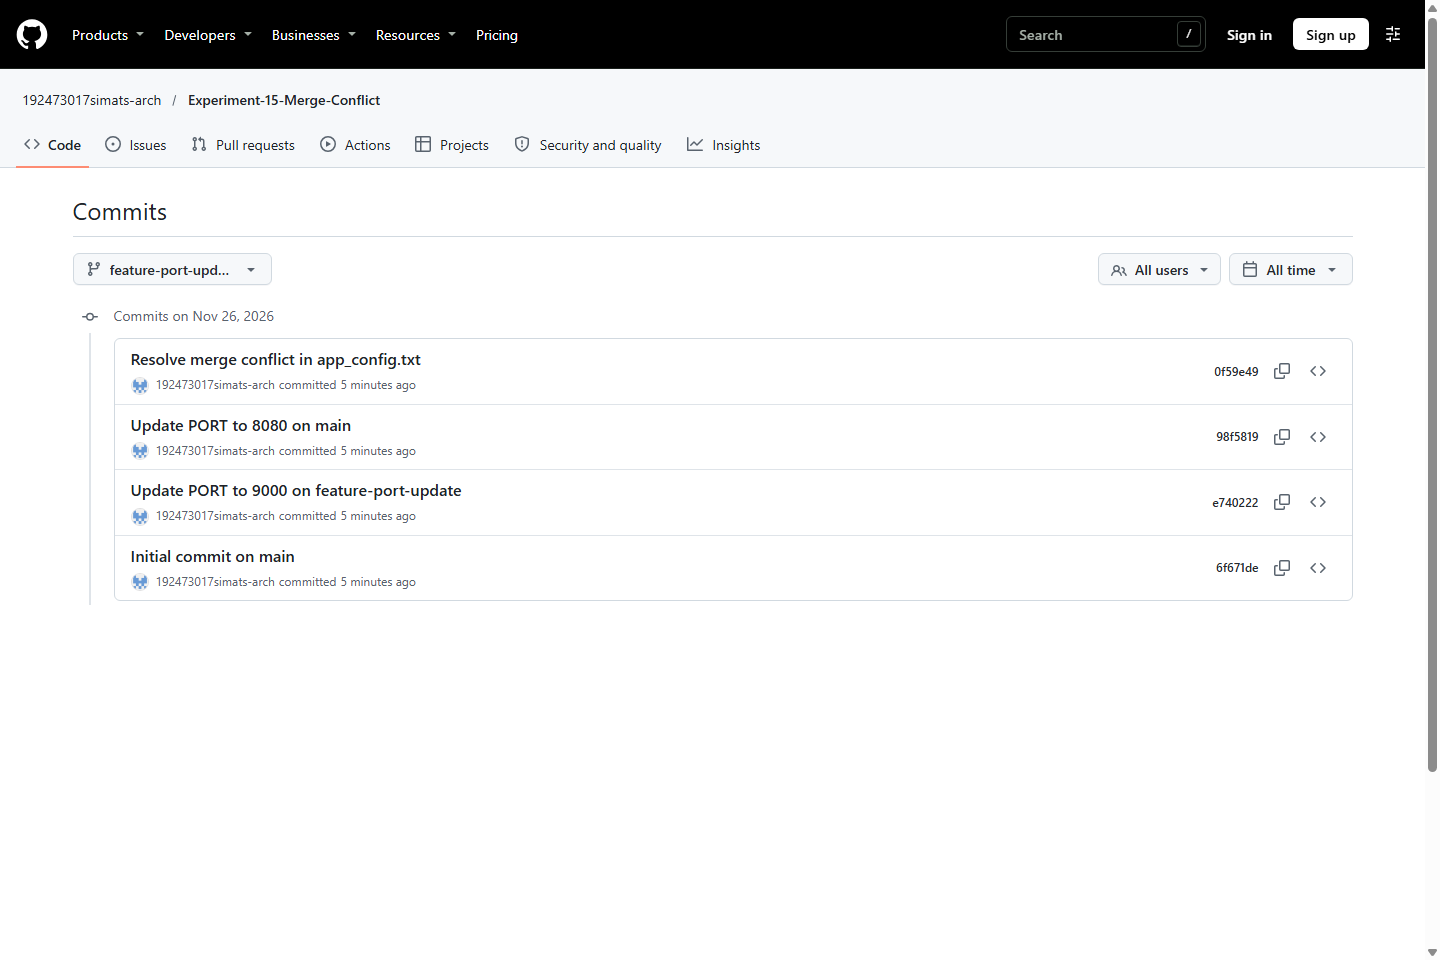 Products Developers Businesses Resources Pricing Search / Sign in Sign up
192473017simats-arch / Experiment-15-Merge-Conflict
Code Issues Pull requests Actions Projects Security and quality Insights
Commits
feature-port-upd... All users All time
Commits on Nov 26, 2026
Resolve merge conflict in app_config.txt
192473017simats-arch committed 5 minutes ago
0f59e49
Update PORT to 8080 on main
192473017simats-arch committed 5 minutes ago
98f5819
Update PORT to 9000 on feature-port-update
192473017simats-arch committed 5 minutes ago
e740222
Initial commit on main
192473017simats-arch committed 5 minutes ago
6f671de